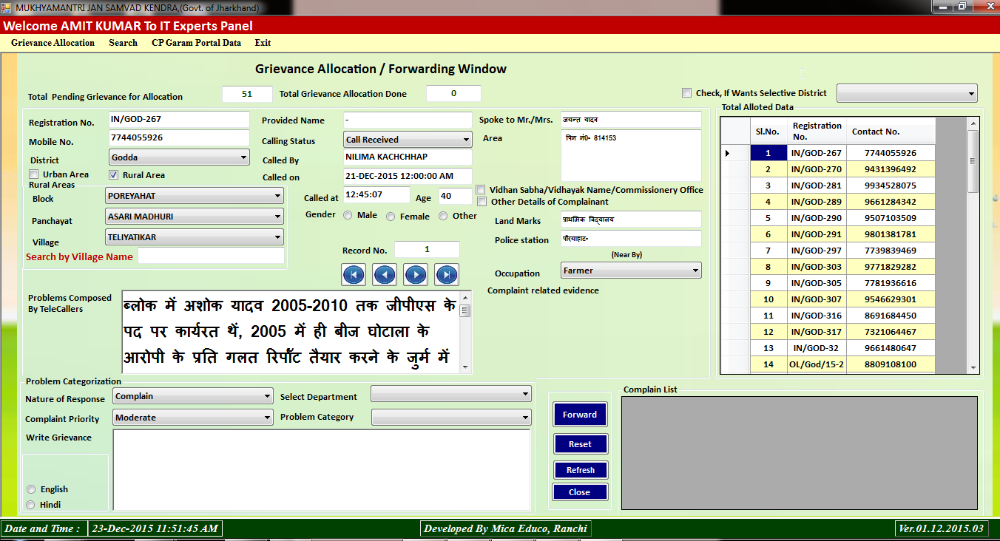 MUKHYAMANTRI JAN SAMVAD KENDRA,(Govt. of Jharkhand)
Welcome AMIT KUMAR To IT Experts Panel
Grievance Allocation Search CP Garam Portal Data Exit
Grievance Allocation / Forwarding Window
Total Pending Grievance for Allocation 51 Total Grievance Allocation Done 0
Check, If Wants Selective District
Registration No. IN/GOD-267
Mobile No. 7744055926
District Godda
Urban Area Rural Area
Rural Areas
Block POREYAHAT
Panchayat ASARI MADHURI
Village TELIYATIKAR
Search by Village Name
Provided Name -
Calling Status Call Received
Called By NILIMA KACHCHHAP
Called on 21-DEC-2015 12:00:00 AM
Called at 12:45:07 Age 40
Gender Male Female Other
Record No. 1
Spoke to Mr./Mrs. जयन्त यादव
Area पिन नं0- 814153
Vidhan Sabha/Vidhayak Name/Commissionery Office
Other Details of Complainant
Land Marks प्राथमिक विद्यालय
Police station पौरयाहाट-
(Near By)
Occupation Farmer
Complaint related evidence
Total Alloted Data
Sl.No. Registration No. Contact No.
1 IN/GOD-267 7744055926
2 IN/GOD-270 9431396492
3 IN/GOD-281 9934528075
4 IN/GOD-289 9661284342
5 IN/GOD-290 9507103509
6 IN/GOD-291 9801381781
7 IN/GOD-297 7739839469
8 IN/GOD-303 9771829282
9 IN/GOD-305 7781936616
10 IN/GOD-307 9546629301
11 IN/GOD-316 8691684450
12 IN/GOD-317 7321064467
13 IN/GOD-32 9661480647
14 OL/God/15-2 8809108100
Problems Composed
By TeleCallers
ब्लोक में अशोक यादव 2005-2010 तक जीपीएस के
पद पर कार्यरत थें, 2005 में ही बीज घोटाला के
आरोपी के प्रति गलत रिर्पोट तैयार करने के जुर्म में
Problem Categorization
Nature of Response Complain Select Department
Complaint Priority Moderate Problem Category
Write Grievance
English
Hindi
Forward
Reset
Refresh
Close
Complain List
Date and Time : 23-Dec-2015 11:51:45 AM Developed By Mica Educo, Ranchi Ver.01.12.2015.03